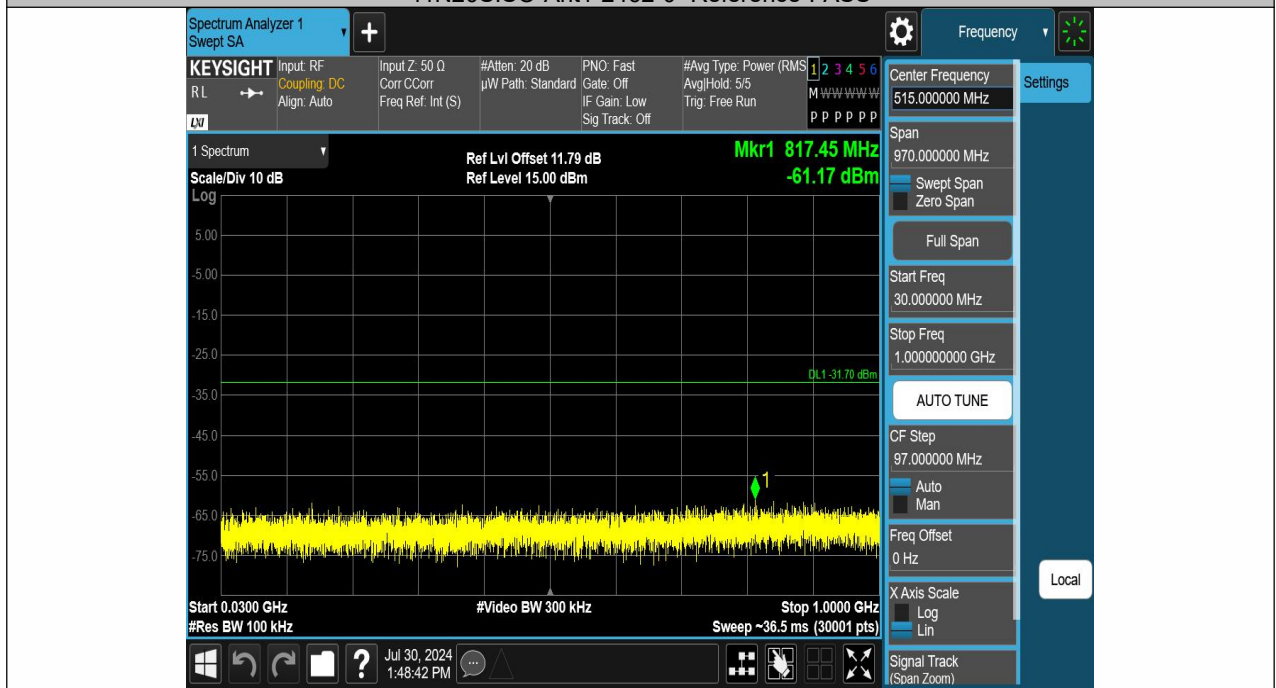 Spectrum Analyzer 1
Swept SA
+
Frequency
KEYSIGHT
RL
LXI
Input: RF
Coupling: DC
Align: Auto
Input Z: 50 Ω
Corr CCorr
Freq Ref: Int (S)
#Atten: 20 dB
µW Path: Standard
PNO: Fast
Gate: Off
IF Gain: Low
Sig Track: Off
#Avg Type: Power (RMS
Avg|Hold: 5/5
Trig: Free Run
1 2 3 4 5 6
M W W W W W
P P P P P P
1 Spectrum
Scale/Div 10 dB
Log
Ref Lvl Offset 11.79 dB
Ref Level 15.00 dBm
Mkr1 817.45 MHz
-61.17 dBm
5.00
-5.00
-15.0
-25.0
DL1 -31.70 dBm
-35.0
-45.0
-55.0
1
-65.0
-75.0
Start 0.0300 GHz
#Video BW 300 kHz
Stop 1.0000 GHz
#Res BW 100 kHz
Sweep ~36.5 ms (30001 pts)
Center Frequency
515.000000 MHz
Settings
Span
970.000000 MHz
Swept Span
Zero Span
Full Span
Start Freq
30.000000 MHz
Stop Freq
1.000000000 GHz
AUTO TUNE
CF Step
97.000000 MHz
Auto
Man
Freq Offset
0 Hz
X Axis Scale
Log
Lin
Local
Signal Track
(Span Zoom)
?
Jul 30, 2024
1:48:42 PM